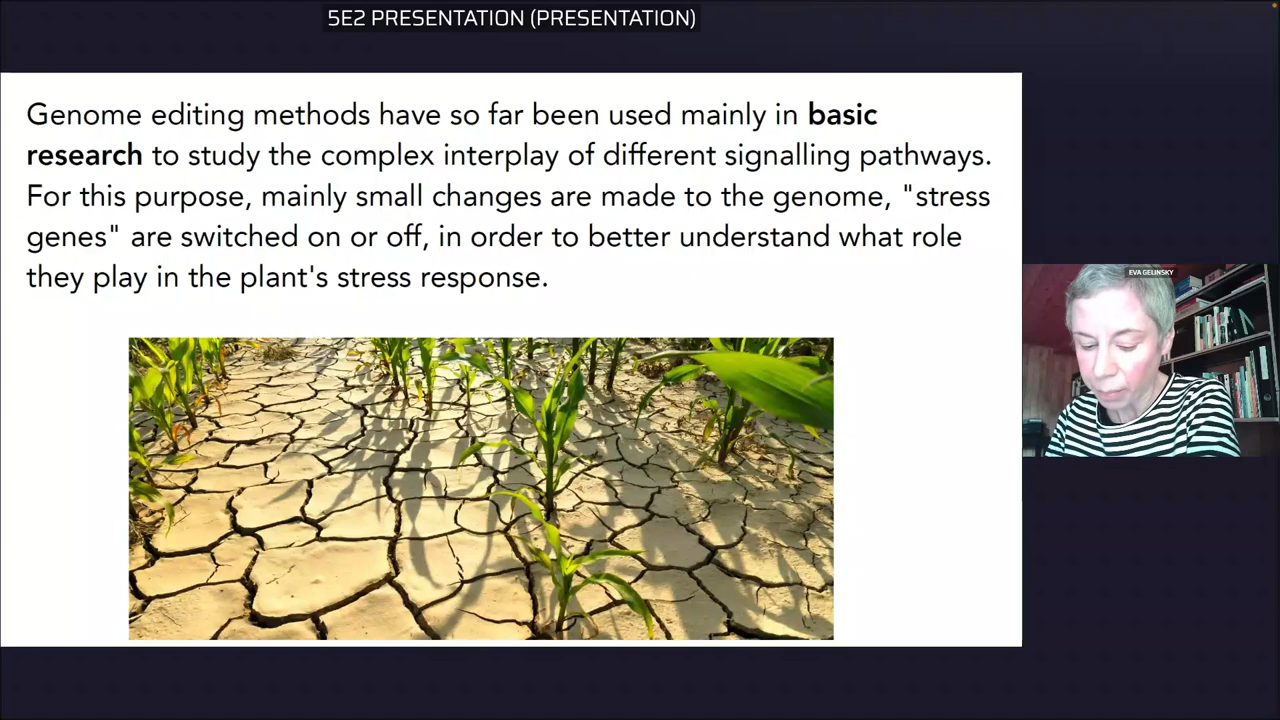 5E2 PRESENTATION (PRESENTATION)
Genome editing methods have so far been used mainly in basic
research to study the complex interplay of different signalling pathways.
For this purpose, mainly small changes are made to the genome, "stress
genes" are switched on or off, in order to better understand what role
they play in the plant's stress response.
EVA GELINSKY